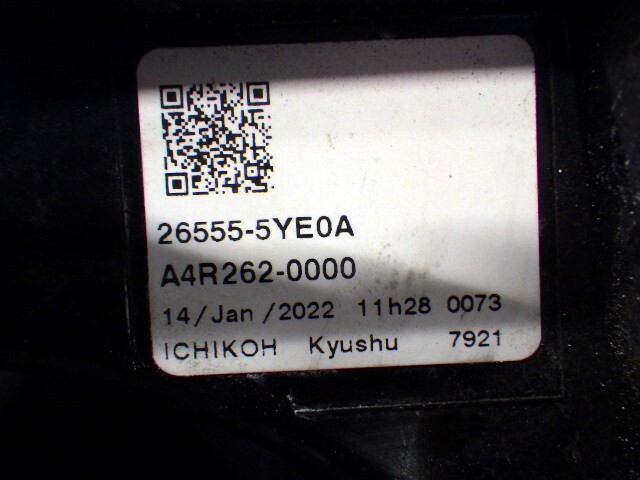 26555-5YE0A
A4R262-0000
14/Jan/2022 11h28 0073
ICHIKOH Kyushu 7921